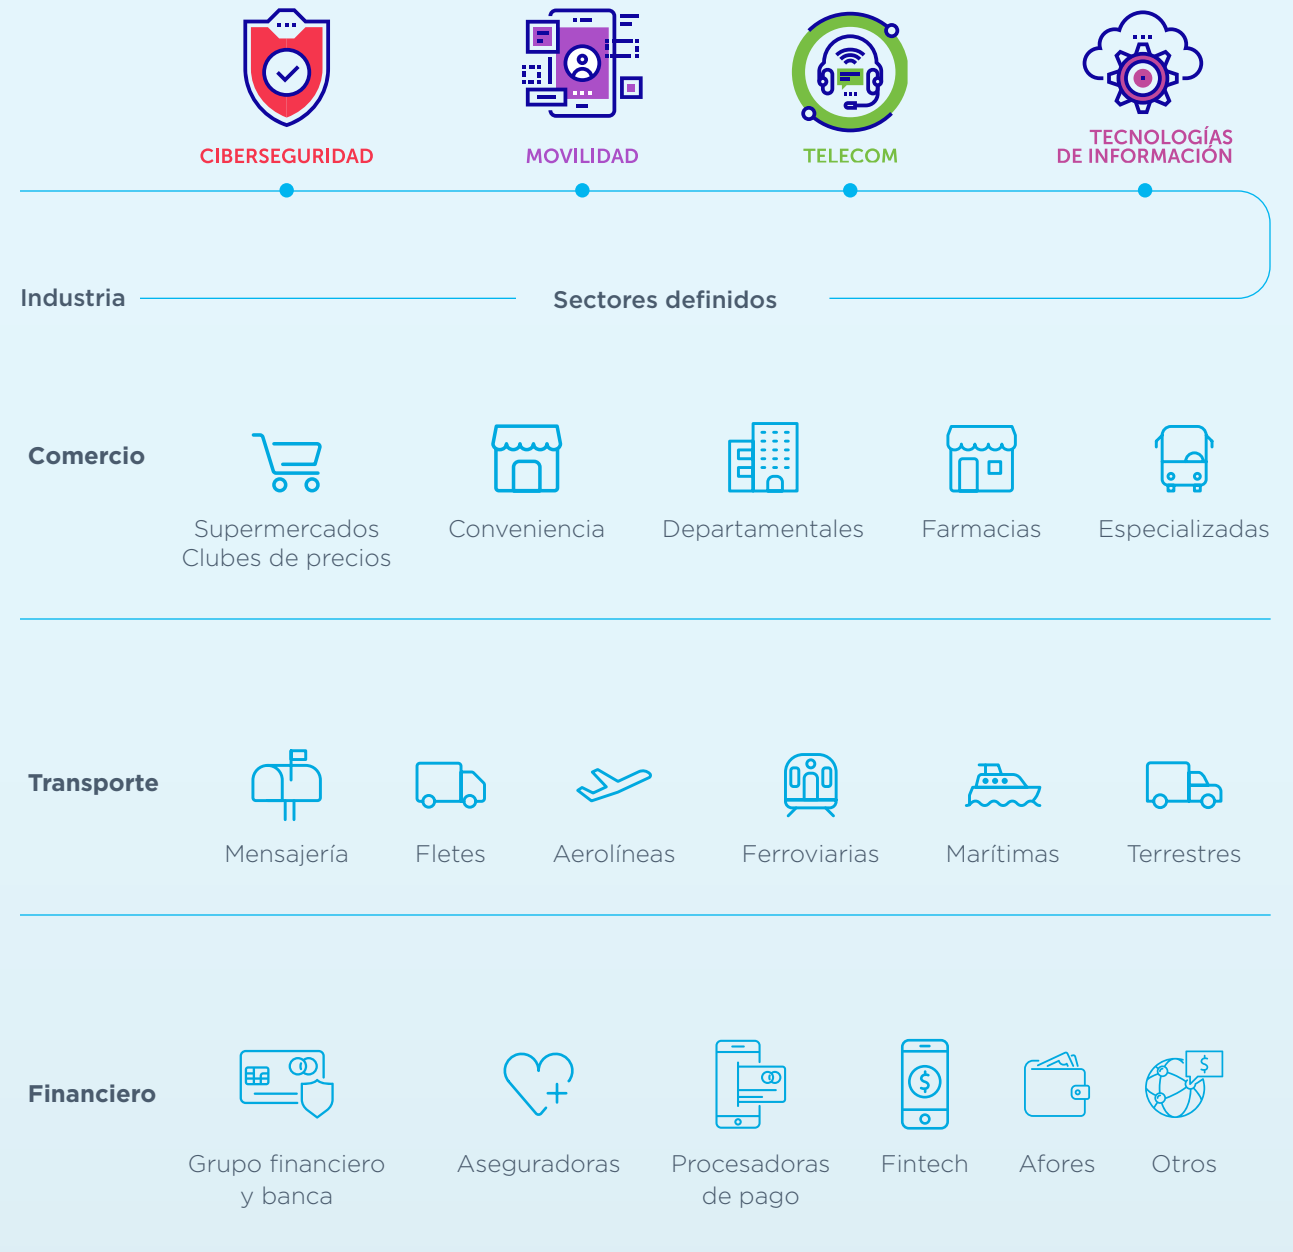 CIBERSEGURIDAD
MOVILIDAD
TELECOM
TECNOLOGÍAS
DE INFORMACIÓN
Industria
Sectores definidos
Comercio
Supermercados
Clubes de precios
Conveniencia
Departamentales
Farmacias
Especializadas
Transporte
Mensajería
Fletes
Aerolíneas
Ferroviarias
Marítimas
Terrestres
Financiero
Grupo financiero
y banca
Aseguradoras
Procesadoras
de pago
Fintech
Afores
Otros